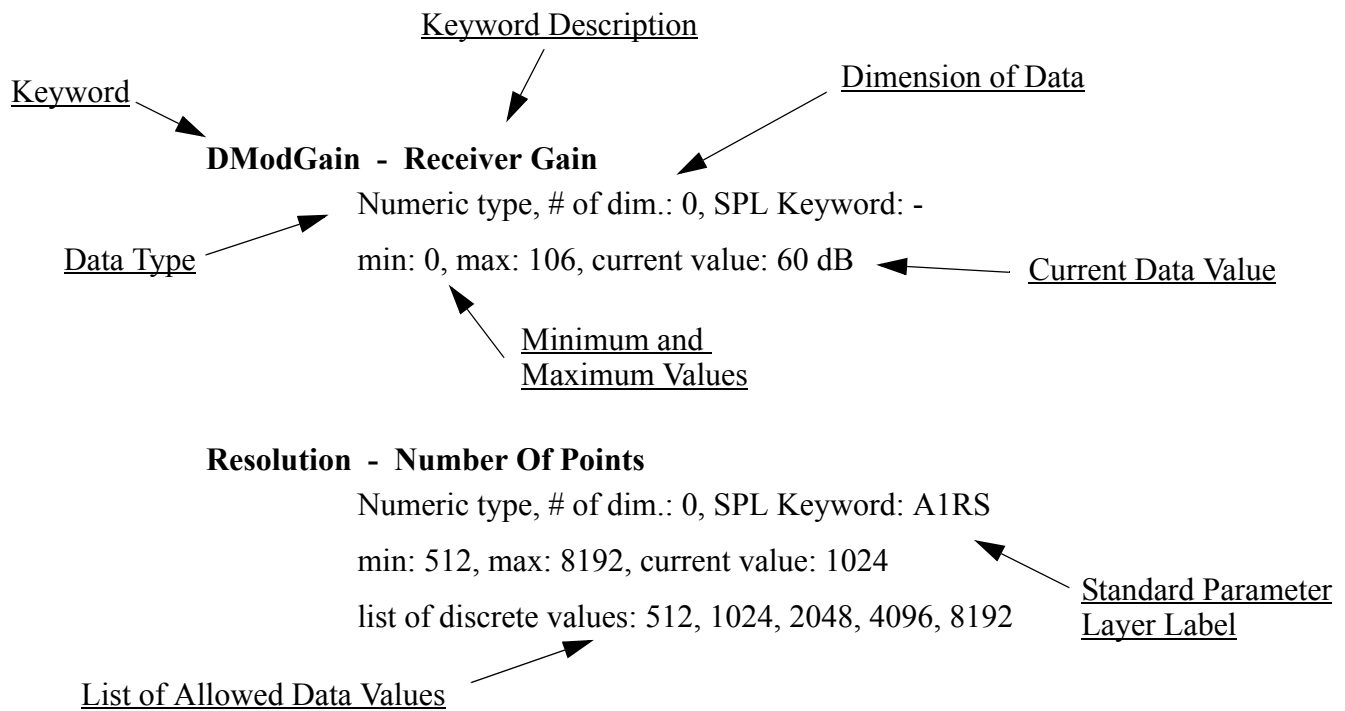 Keyword Description
Dimension of Data
Keyword
DModGain - Receiver Gain
Numeric type, # of dim.: 0, SPL Keyword: -
Data Type
min: 0, max: 106, current value: 60 dB
Current Data Value
Minimum and
Maximum Values
Resolution - Number Of Points
Numeric type, # of dim.: 0, SPL Keyword: A1RS
min: 512, max: 8192, current value: 1024
Standard Parameter
Layer Label
list of discrete values: 512, 1024, 2048, 4096, 8192
List of Allowed Data Values